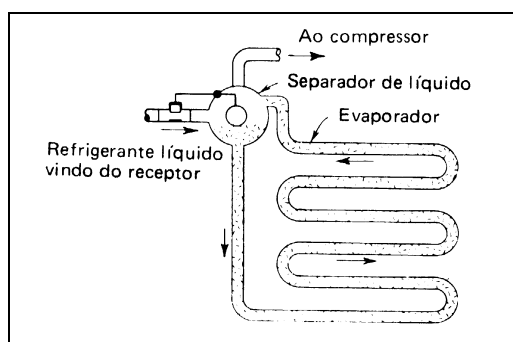 Ao compressor
Separador de líquido
Evaporador
Refrigerante líquido
vindo do receptor